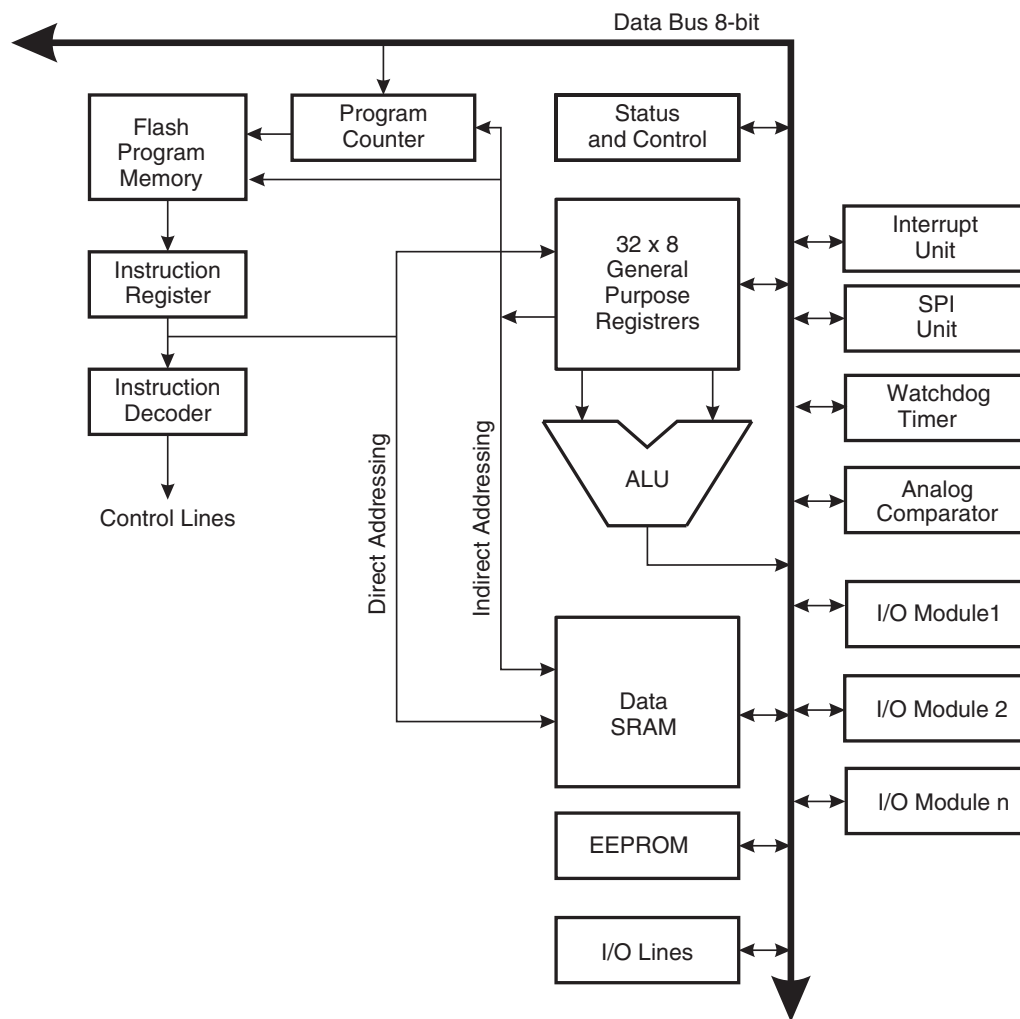 Data Bus 8-bit
Flash
Program
Memory
Program
Counter
Status
and Control
32 x 8
General
Purpose
Registrers
Interrupt
Unit
Instruction
Register
SPI
Unit
Instruction
Decoder
Watchdog
Timer
Direct Addressing
Indirect Addressing
ALU
Analog
Comparator
Control Lines
I/O Module1
Data
SRAM
I/O Module 2
I/O Module n
EEPROM
I/O Lines